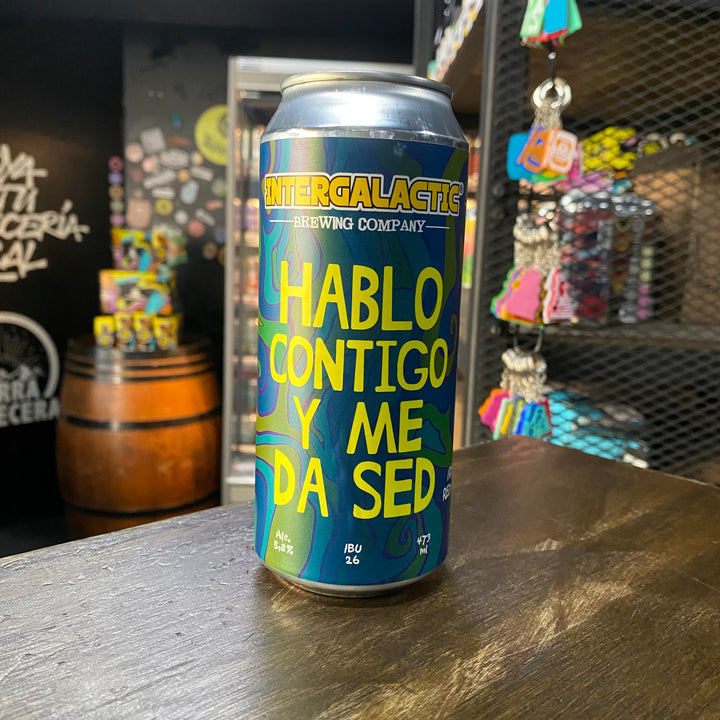 INTERGALACTIC®
BREWING COMPANY
HABLO
CONTIGO
Y ME
DA SED
Alc.
5,8%
IBU
26
473
ml